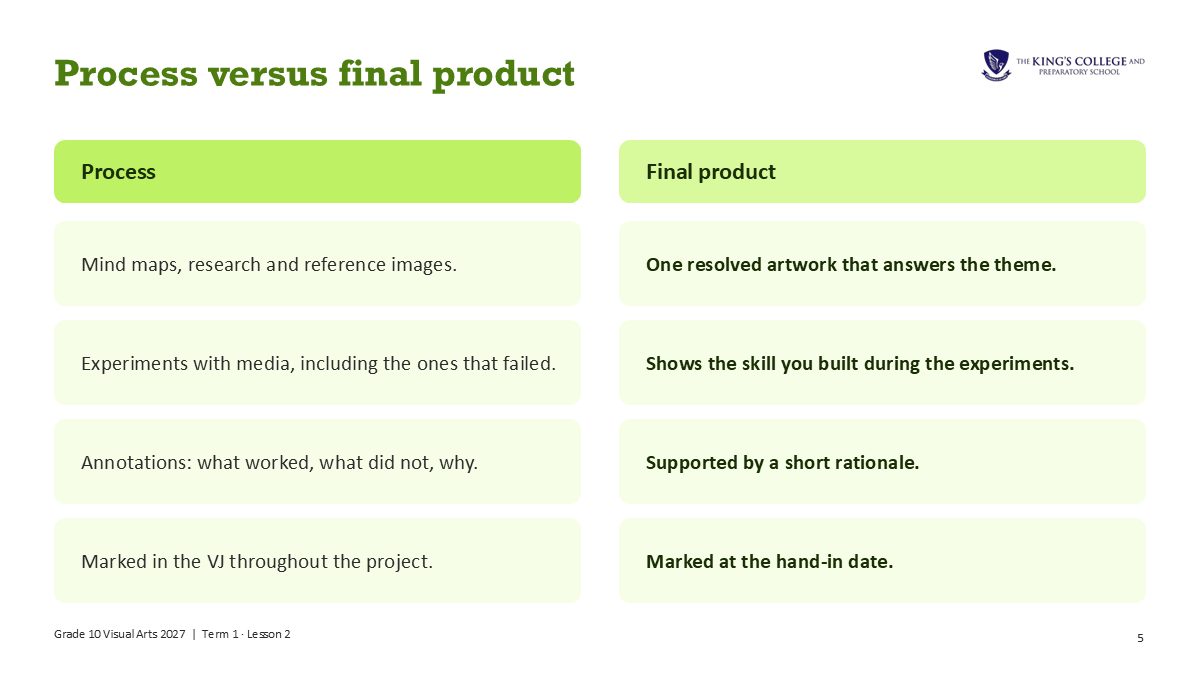 Process versus final product
THE KING'S COLLEGE AND
PREPARATORY SCHOOL
Process
Final product
Mind maps, research and reference images.
One resolved artwork that answers the theme.
Experiments with media, including the ones that failed.
Shows the skill you built during the experiments.
Annotations: what worked, what did not, why.
Supported by a short rationale.
Marked in the VJ throughout the project.
Marked at the hand-in date.
Grade 10 Visual Arts 2027 | Term 1 · Lesson 2
5